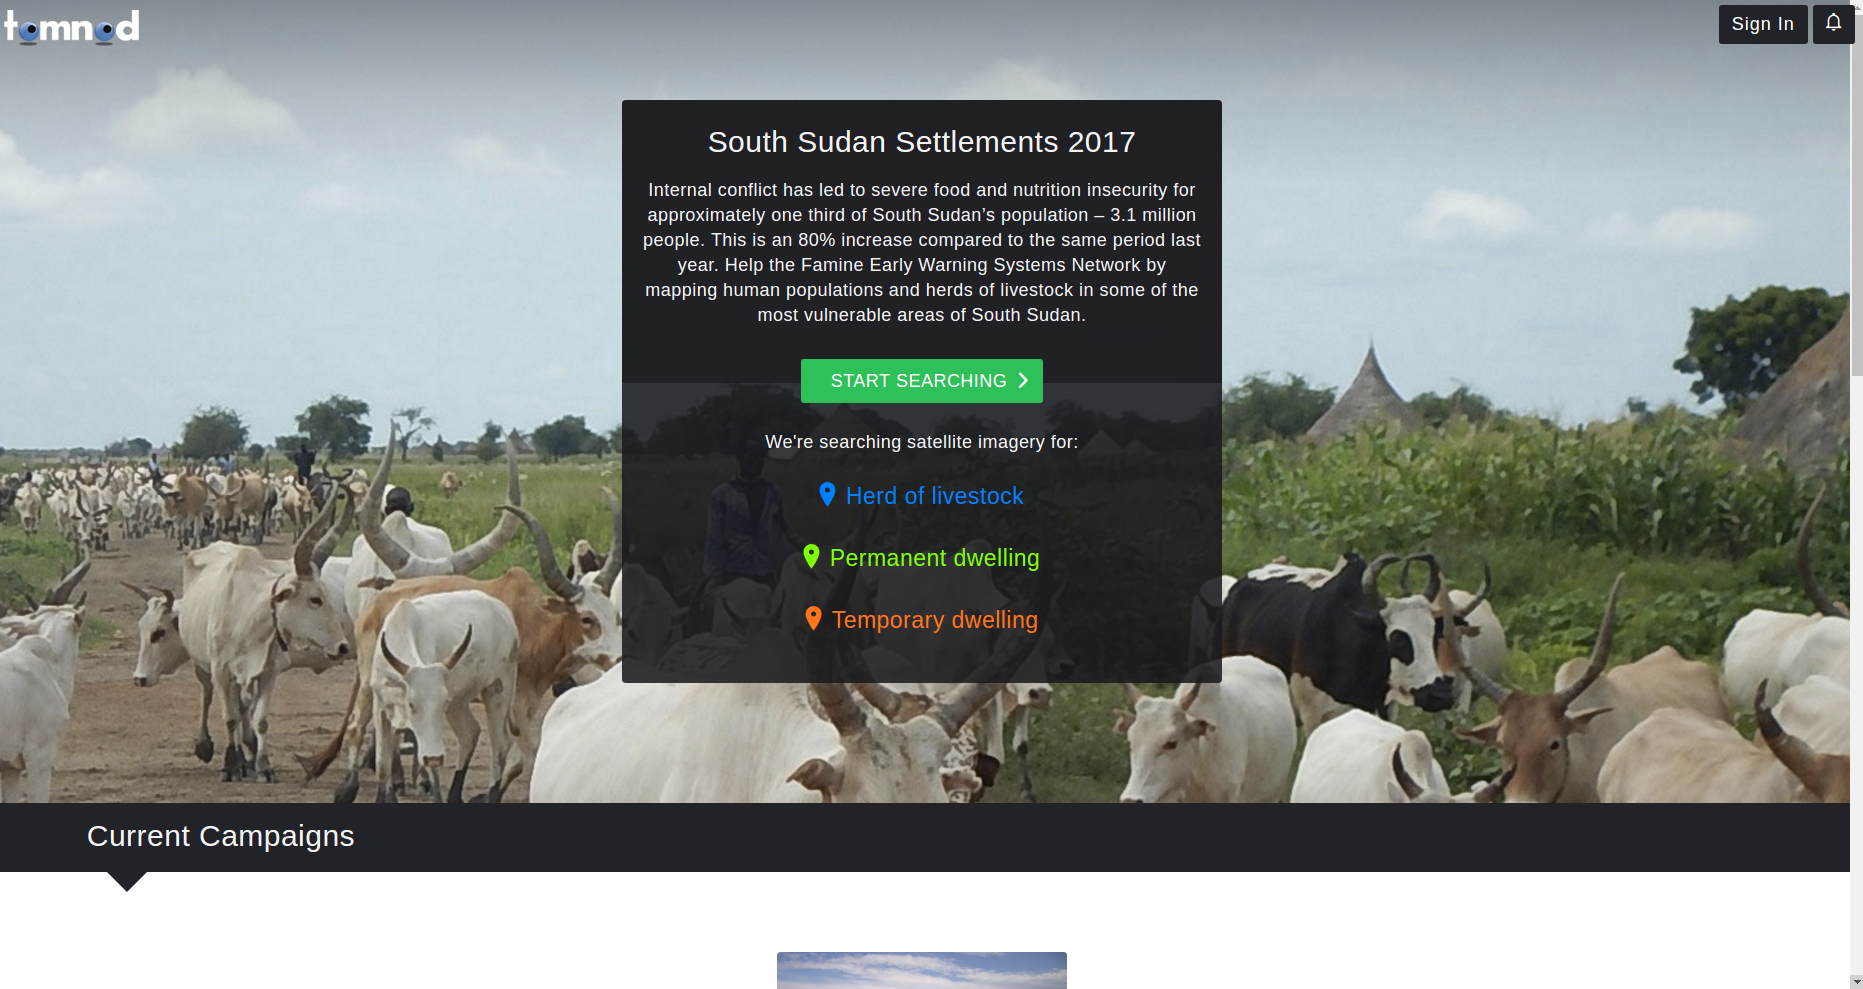 tomnod
Sign In
South Sudan Settlements 2017
Internal conflict has led to severe food and nutrition insecurity for
approximately one third of South Sudan’s population – 3.1 million
people. This is an 80% increase compared to the same period last
year. Help the Famine Early Warning Systems Network by
mapping human populations and herds of livestock in some of the
most vulnerable areas of South Sudan.
START SEARCHING
We're searching satellite imagery for:
Herd of livestock
Permanent dwelling
Temporary dwelling
Current Campaigns